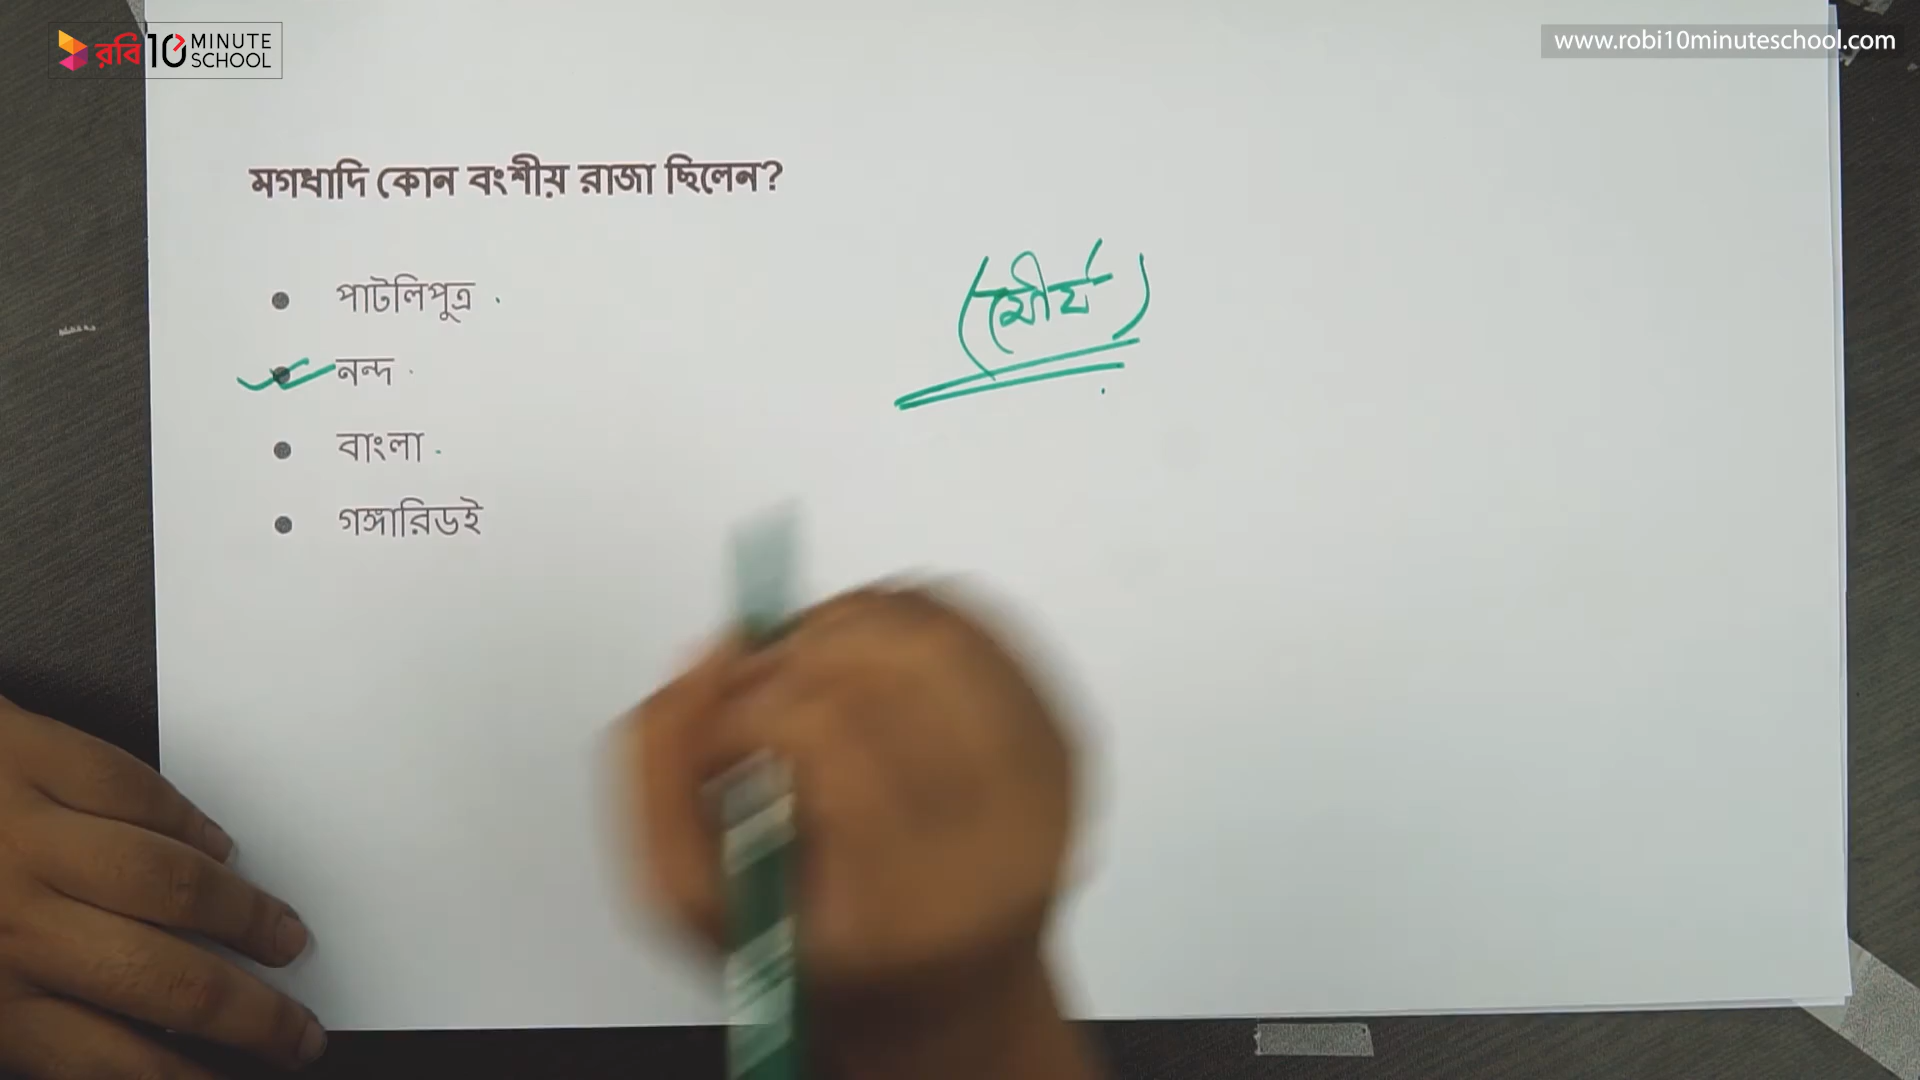 রবি 10 MINUTE SCHOOL
www.robi10minuteschool.com
মগধাদি কোন বংশীয় রাজা ছিলেন?
পাটলিপুত্র
নন্দ
বাংলা
গঙ্গারিডই
(মৌর্য)